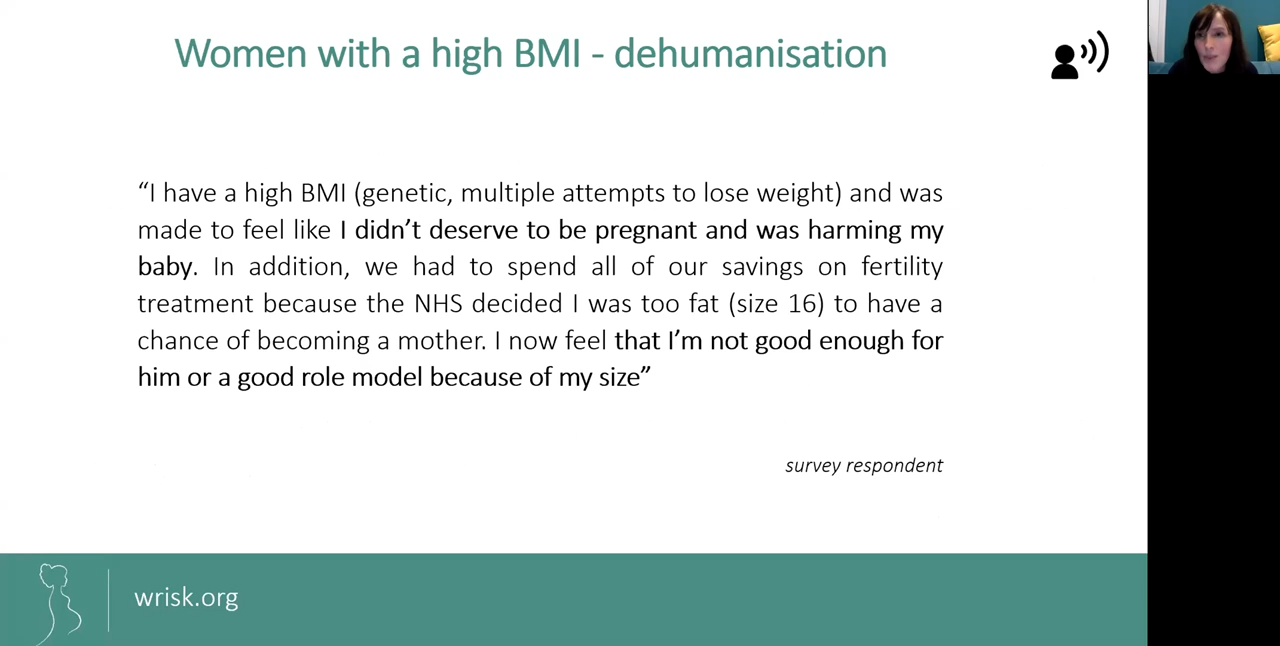 Women with a high BMI - dehumanisation
“I have a high BMI (genetic, multiple attempts to lose weight) and was
made to feel like I didn’t deserve to be pregnant and was harming my
baby. In addition, we had to spend all of our savings on fertility
treatment because the NHS decided I was too fat (size 16) to have a
chance of becoming a mother. I now feel that I’m not good enough for
him or a good role model because of my size”
survey respondent
wrisk.org